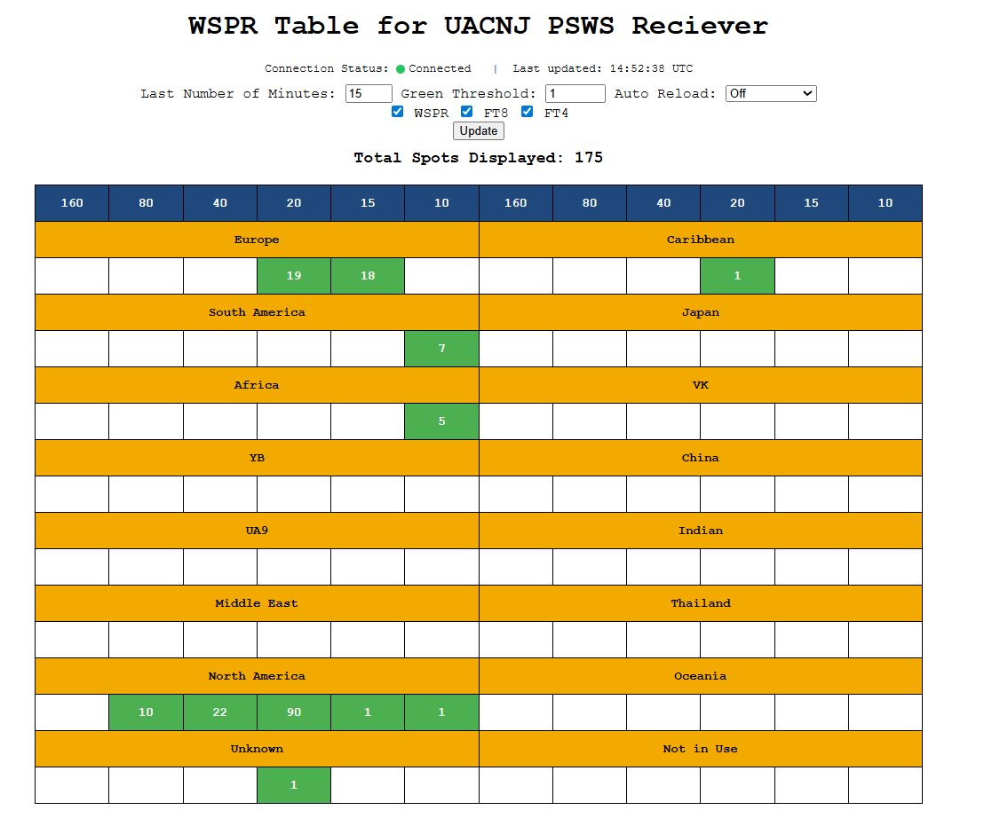 WSPR Table for UACNJ PSWS Reciever
Connection Status: Connected | Last updated: 14:52:38 UTC
Last Number of Minutes: 15 Green Threshold: 1 Auto Reload: Off
WSPR FT8 FT4
Update
Total Spots Displayed: 175
160 80 40 20 15 10 160 80 40 20 15 10
Europe Caribbean
19 18 1
South America Japan
7
Africa VK
5
YB China
UA9 Indian
Middle East Thailand
North America Oceania
10 22 90 1 1
Unknown Not in Use
1